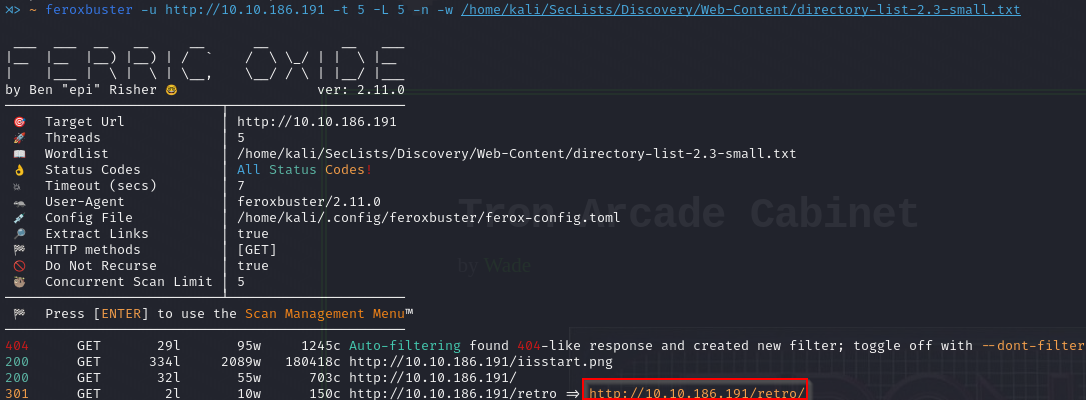 ~ feroxbuster -u http://10.10.186.191 -t 5 -L 5 -n -w /home/kali/SecLists/Discovery/Web-Content/directory-list-2.3-small.txt
FERRIC OXIDE
by Ben "epi" Risher 🤓 ver: 2.11.0
🎯 Target Url │ http://10.10.186.191
🚀 Threads │ 5
📖 Wordlist │ /home/kali/SecLists/Discovery/Web-Content/directory-list-2.3-small.txt
👌 Status Codes │ All Status Codes!
💥 Timeout (secs) │ 7
🦡 User-Agent │ feroxbuster/2.11.0
💉 Config File │ /home/kali/.config/feroxbuster/ferox-config.toml
🔎 Extract Links │ true
🏁 HTTP methods │ [GET]
🚫 Do Not Recurse │ true
🦥 Concurrent Scan Limit │ 5
🏁 Press [ENTER] to use the Scan Management Menu™
404 GET 29l 95w 1245c Auto-filtering found 404-like response and created new filter; toggle off with --dont-filter
200 GET 334l 2089w 180418c http://10.10.186.191/iisstart.png
200 GET 32l 55w 703c http://10.10.186.191/
301 GET 2l 10w 150c http://10.10.186.191/retro => http://10.10.186.191/retro/
Tron Arcade Cabinet
by Wade